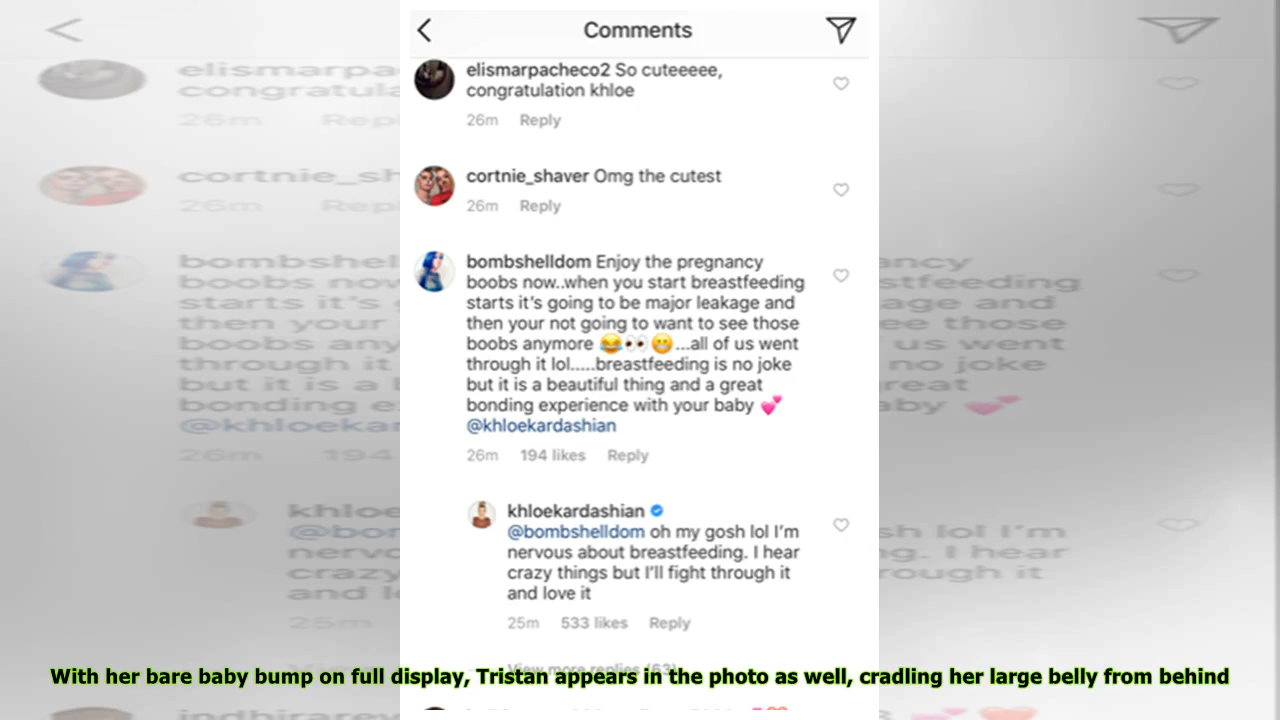 Comments
elismarpacheco2 So cuteeeee,
congratulation khloe
26m Reply
cortnie_shaver Omg the cutest
26m Reply
bombshelldom Enjoy the pregnancy
boobs now..when you start breastfeeding
starts it's going to be major leakage and
then your not going to want to see those
boobs anymore 😂👀😬...all of us went
through it lol.....breastfeeding is no joke
but it is a beautiful thing and a great
bonding experience with your baby 💕
@khloekardashian
26m 194 likes Reply
khloekardashian
@bombshelldom oh my gosh lol I'm
nervous about breastfeeding. I hear
crazy things but I'll fight through it
and love it
25m 533 likes Reply
View more replies (63)
With her bare baby bump on full display, Tristan appears in the photo as well, cradling her large belly from behind